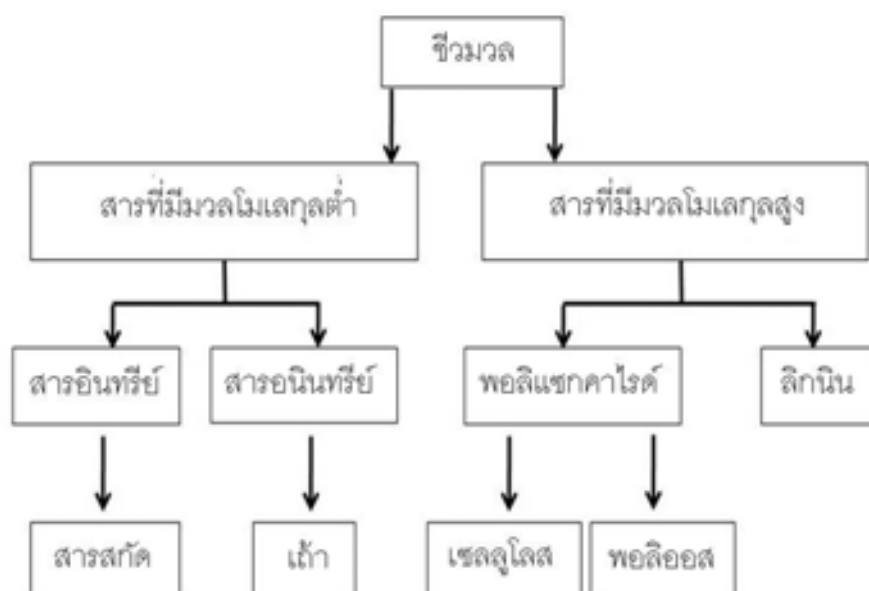 ชีวมวล
สารที่มีมวลโมเลกุลต่ำ
สารที่มีมวลโมเลกุลสูง
สารอินทรีย์
สารอนินทรีย์
พอลิแซกคาไรด์
ลิกนิน
สารสกัด
เถ้า
เซลลูโลส
พอลิออส